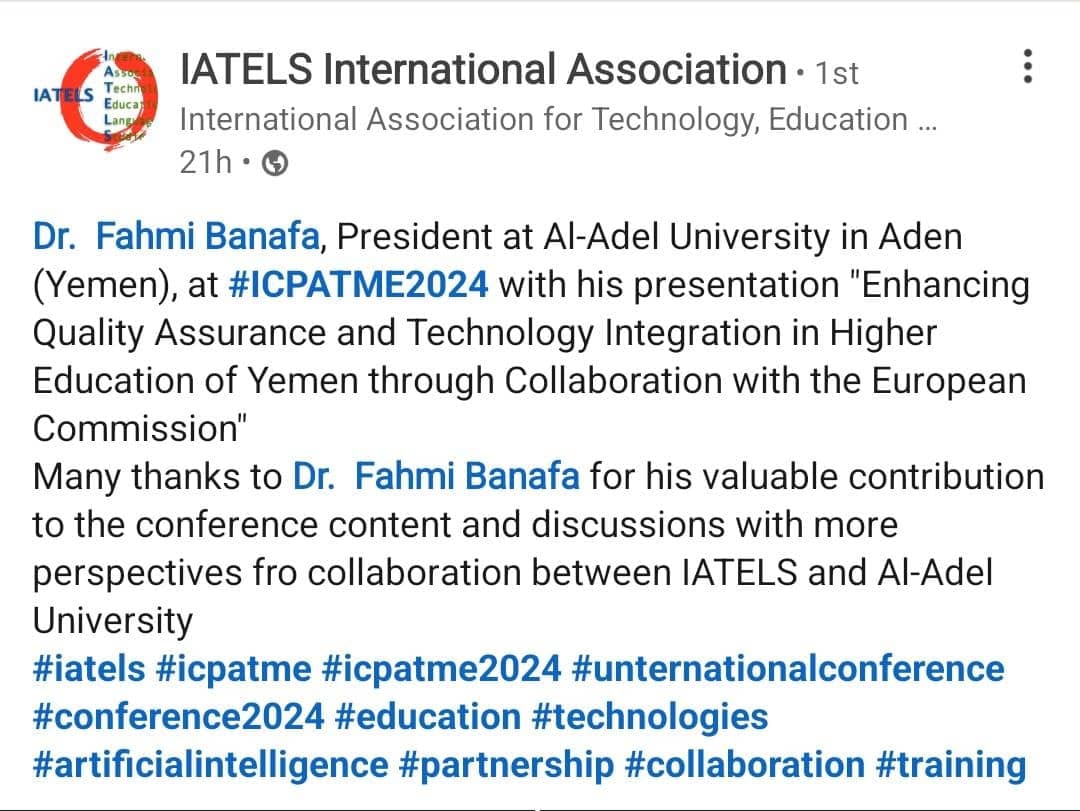 IATELS
Intern.
Associ
Techn
Educa
Lang
IATELS International Association • 1st
International Association for Technology, Education ...
21h •
Dr. Fahmi Banafa, President at Al-Adel University in Aden
(Yemen), at #ICPATME2024 with his presentation "Enhancing
Quality Assurance and Technology Integration in Higher
Education of Yemen through Collaboration with the European
Commission"
Many thanks to Dr. Fahmi Banafa for his valuable contribution
to the conference content and discussions with more
perspectives fro collaboration between IATELS and Al-Adel
University
#iatels #icpatme #icpatme2024 #unternationalconference
#conference2024 #education #technologies
#artificialintelligence #partnership #collaboration #training